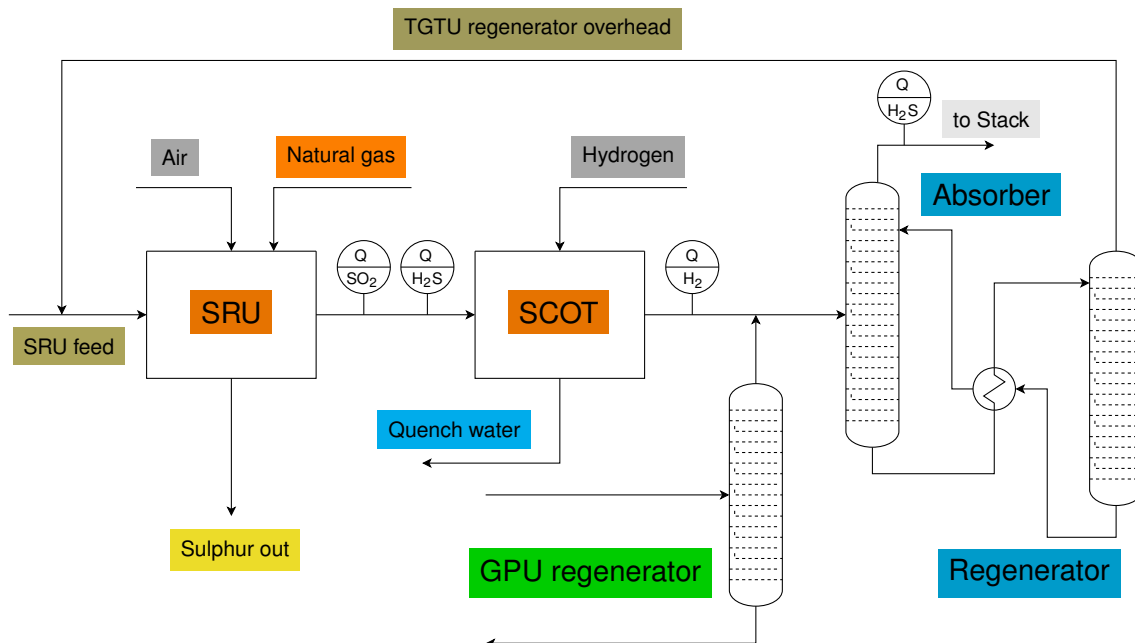 TGTU regenerator overhead
Q
H₂S
to Stack
Air
Natural gas
Hydrogen
Absorber
Q
SO₂
Q
H₂S
Q
H₂
SRU
SCOT
SRU feed
Quench water
Sulphur out
GPU regenerator
Regenerator